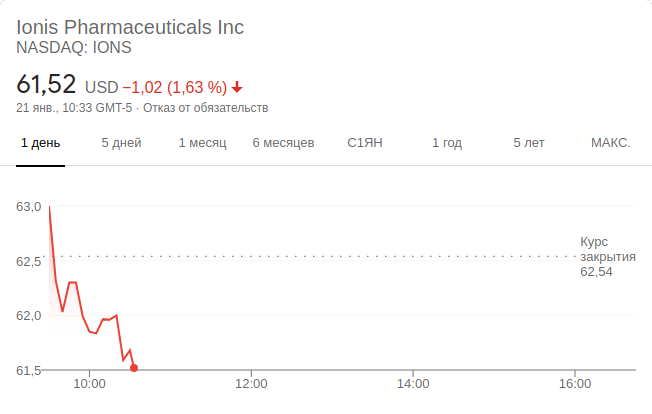 Ionis Pharmaceuticals Inc
NASDAQ: IONS
61,52 USD −1,02 (1,63 %)
21 янв., 10:33 GMT-5 · Отказ от обязательств
1 день 5 дней 1 месяц 6 месяцев С1ЯН 1 год 5 лет МАКС.
63,0
62,5
62,0
61,5
Курс
закрытия
62,54
10:00 12:00 14:00 16:00